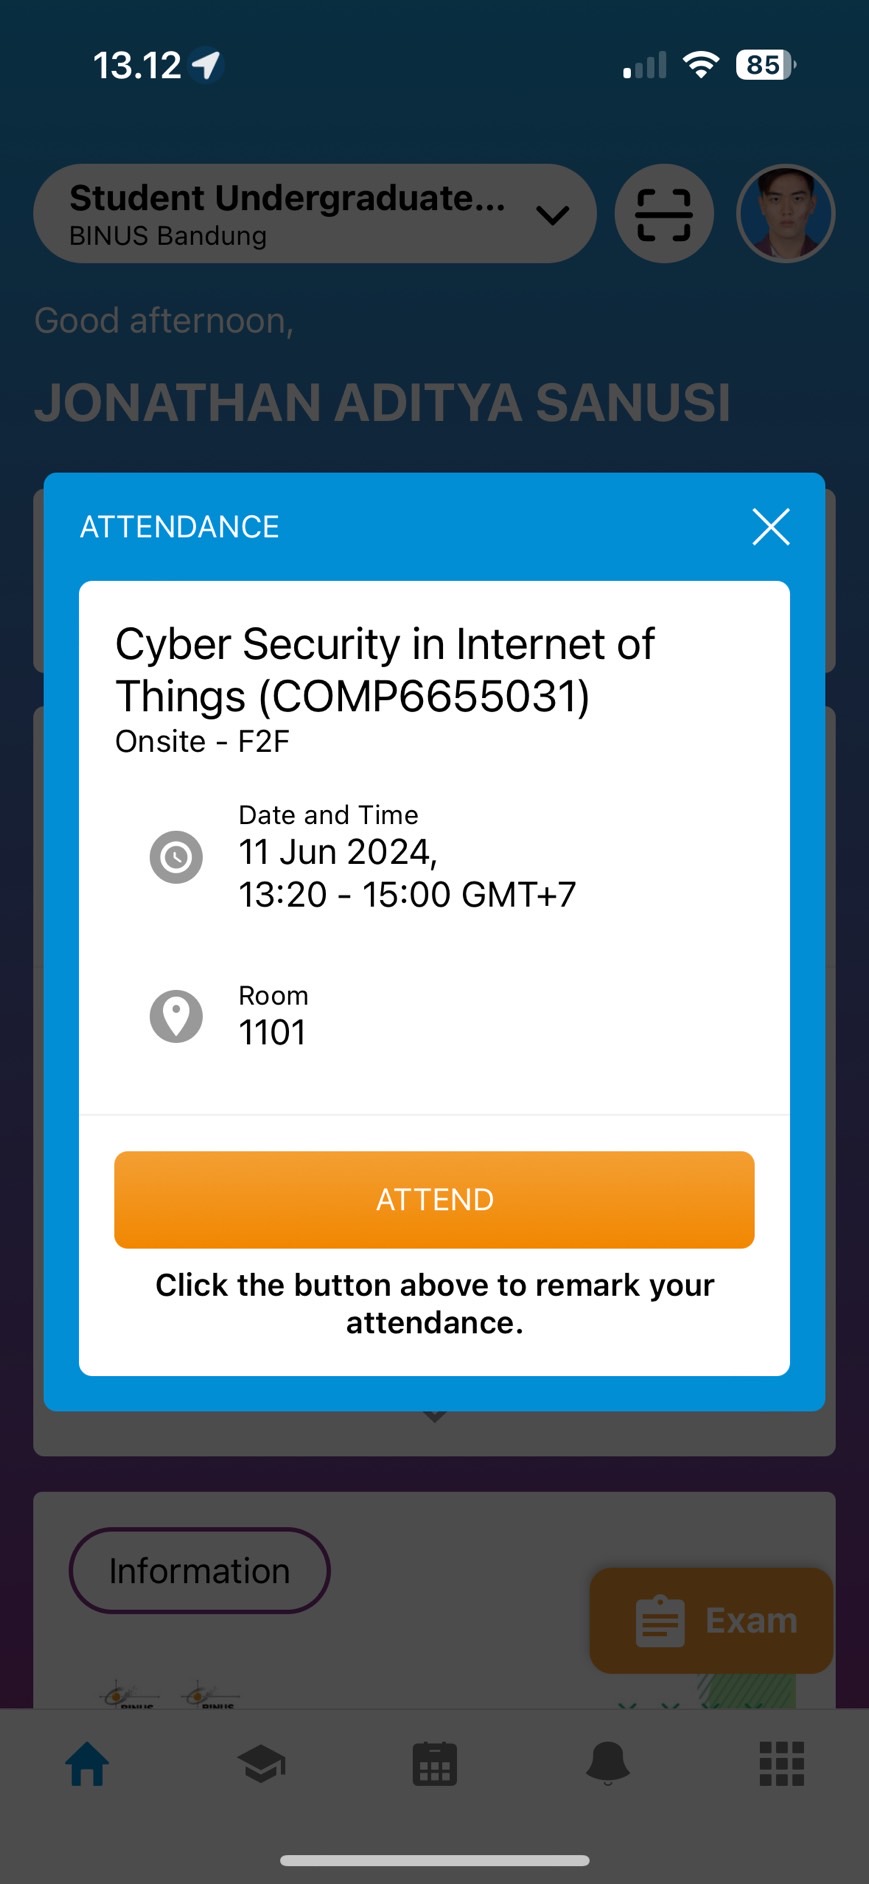 13.12
85
Student Undergraduate...
BINUS Bandung
Good afternoon,
JONATHAN ADITYA SANUSI
ATTENDANCE
Cyber Security in Internet of
Things (COMP6655031)
Onsite - F2F
Date and Time
11 Jun 2024,
13:20 - 15:00 GMT+7
Room
1101
ATTEND
Click the button above to remark your
attendance.
Information
Exam
BINUS BINUS